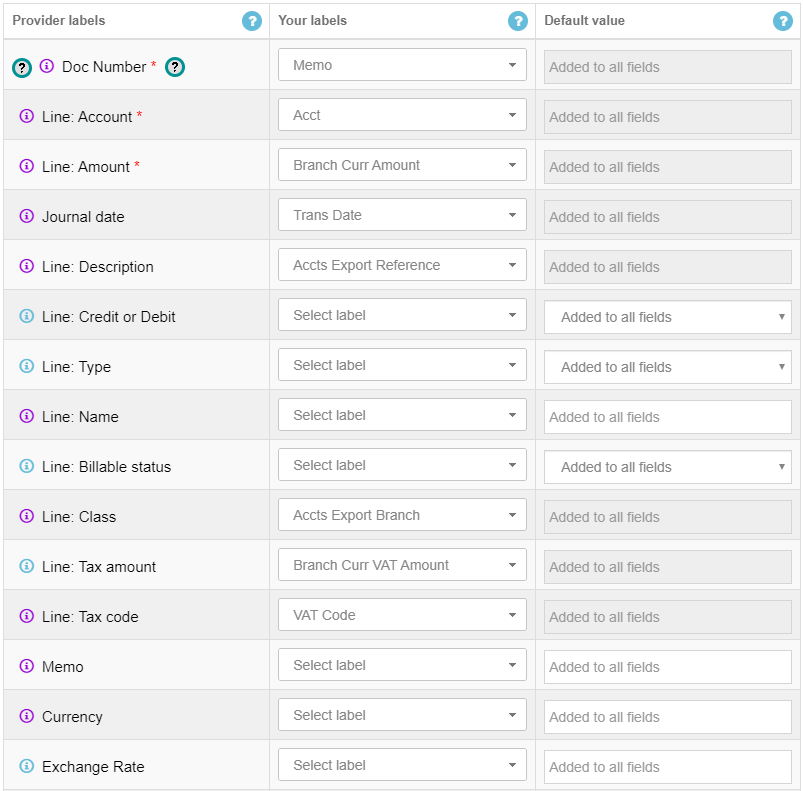 Provider labels ? Your labels ? Default value ?
? Doc Number * ? Memo Added to all fields
Line: Account * Acct Added to all fields
Line: Amount * Branch Curr Amount Added to all fields
Journal date Trans Date Added to all fields
Line: Description Accts Export Reference Added to all fields
Line: Credit or Debit Select label Added to all fields
Line: Type Select label Added to all fields
Line: Name Select label Added to all fields
Line: Billable status Select label Added to all fields
Line: Class Accts Export Branch Added to all fields
Line: Tax amount Branch Curr VAT Amount Added to all fields
Line: Tax code VAT Code Added to all fields
Memo Select label Added to all fields
Currency Select label Added to all fields
Exchange Rate Select label Added to all fields